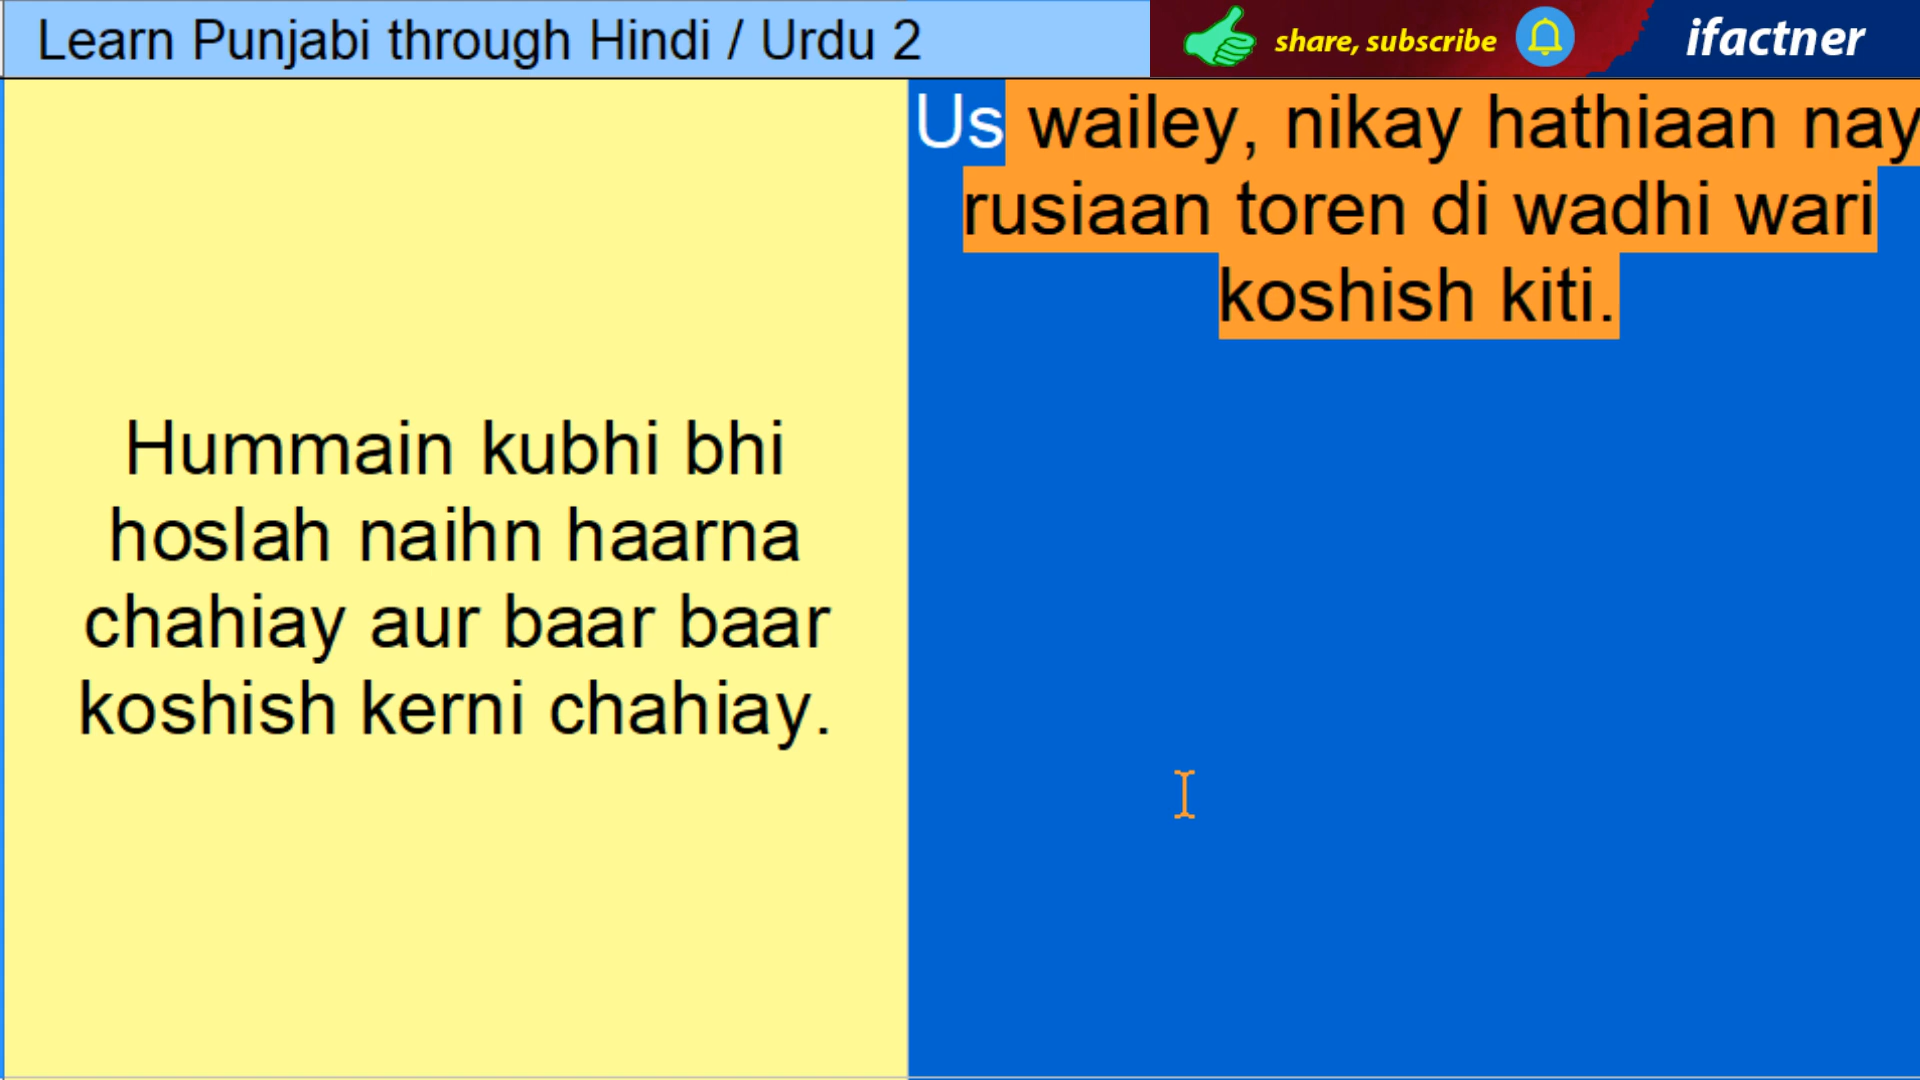 Learn Punjabi through Hindi / Urdu 2
share, subscribe
ifactner
Hummain kubhi bhi
hoslah naihn haarna
chahiay aur baar baar
koshish kerni chahiay.
Us wailey, nikay hathiaan nay
rusiaan toren di wadhi wari
koshish kiti.